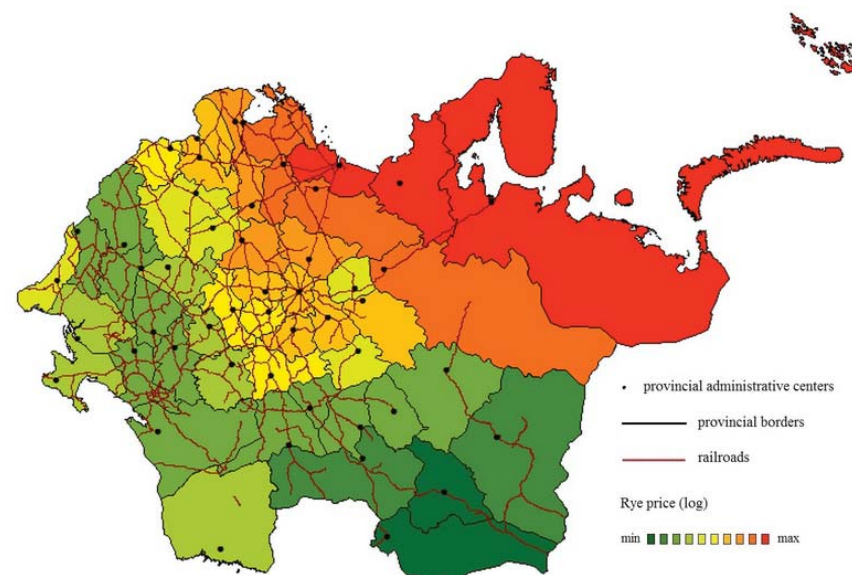 provincial administrative centers
provincial borders
railroads
Rye price (log)
min max